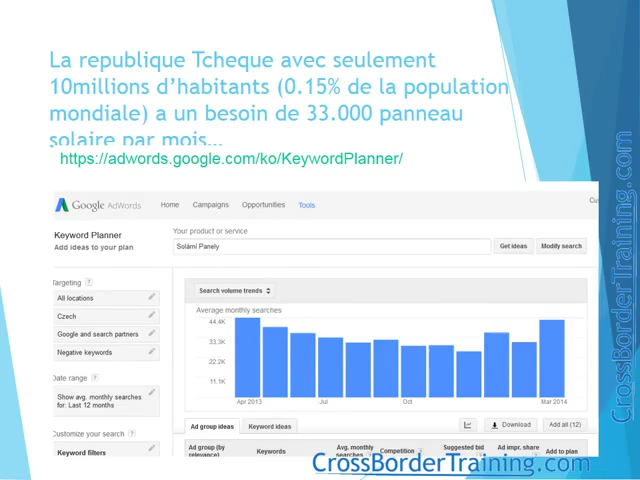 La republique Tcheque avec seulement
10millions d'habitants (0.15% de la population
mondiale) a un besoin de 33.000 panneau
solaire par mois…
https://adwords.google.com/ko/KeywordPlanner/
Google AdWords Home Campaigns Opportunities Tools Cu
Keyword Planner
Add ideas to your plan
Your product or service
Solární Panely
Get ideas
Modify search
Targeting ?
All locations
Czech
Google and search partners
Negative keywords
Date range ?
Show avg. monthly searches
for: Last 12 months
Customize your search ?
Keyword filters
Search volume trends
Average monthly searches
44.4K
33.3K
22.2K
11.1K
Apr 2013 Jul Oct Mar 2014
Ad group ideas
Keyword ideas
Download
Add all (12)
Ad group (by
relevance)
Keywords
Avg. monthly
searches
Competition
Suggested bid
Ad impr. share
Add to plan
CrossBorderTraining.com
CrossBorderTraining.com